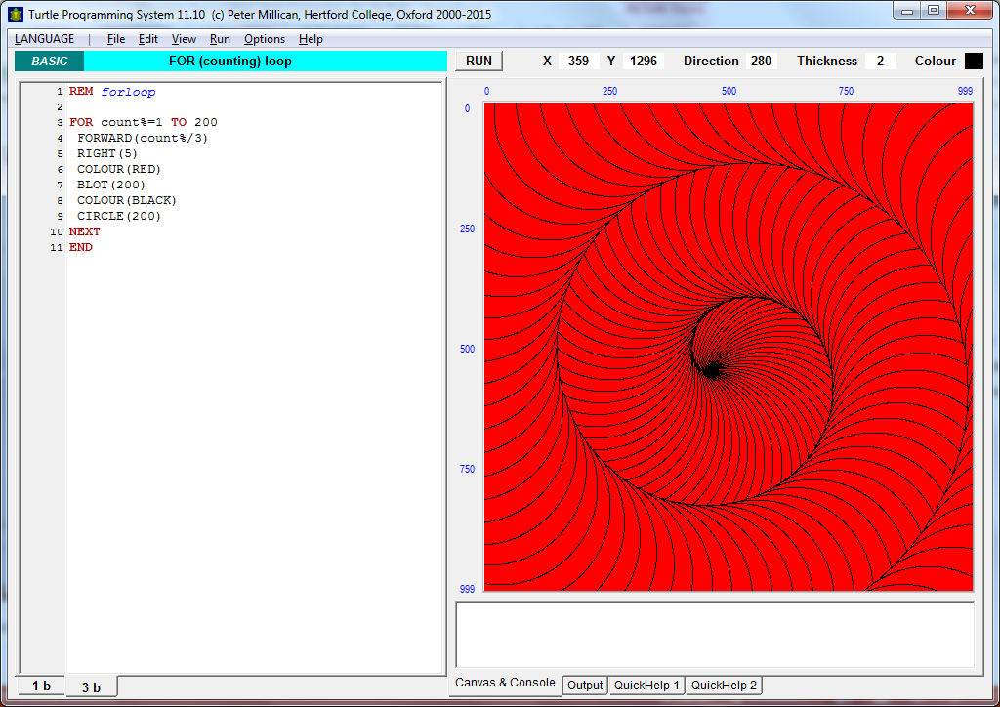 Turtle Programming System 11.10 (c) Peter Millican, Hertford College, Oxford 2000-2015
LANGUAGE | File Edit View Run Options Help
BASIC FOR (counting) loop RUN X 359 Y 1296 Direction 280 Thickness 2 Colour
1 REM forloop
2
3 FOR count%=1 TO 200
4 FORWARD(count%/3)
5 RIGHT(5)
6 COLOUR(RED)
7 BLOT(200)
8 COLOUR(BLACK)
9 CIRCLE(200)
10 NEXT
11 END
0 250 500 750 999
0
250
500
750
999
1 b 3 b
Canvas & Console Output QuickHelp 1 QuickHelp 2